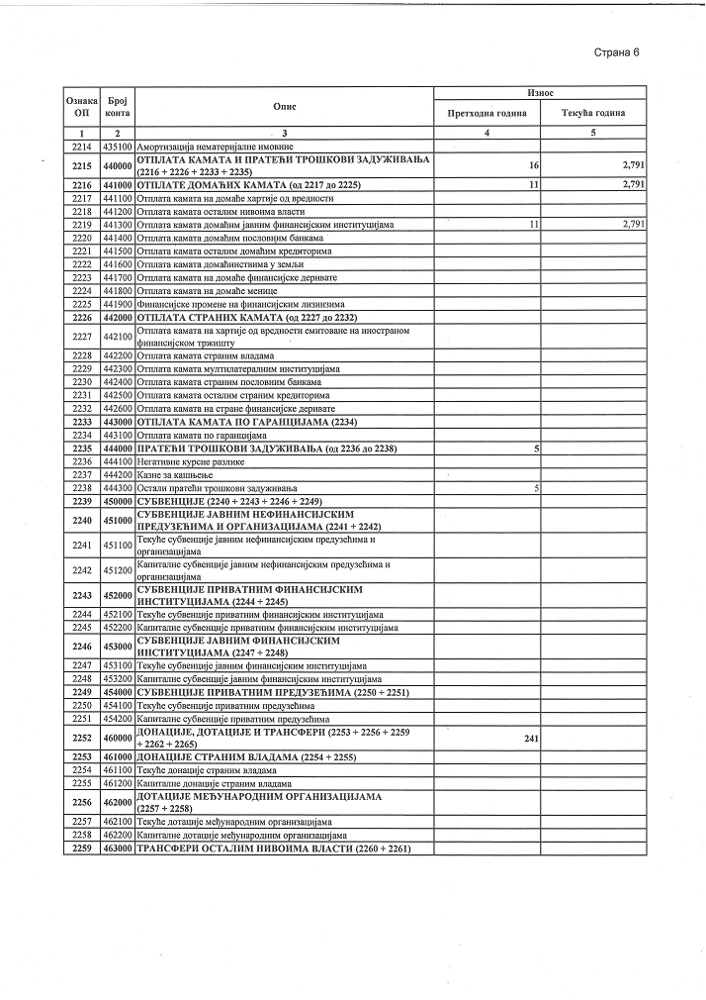 Страна 6
Ознака ОП Број конта Опис Износ
Претходна година Текућа година
1 2 3 4 5
2214 435100 Амортизација нематеријалне имовине
2215 440000 ОТПЛАТА КАМАТА И ПРАТЕЋИ ТРОШКОВИ ЗАДУЖИВАЊА
(2216 + 2226 + 2233 + 2235) 16 2,791
2216 441000 ОТПЛАТЕ ДОМАЋИХ КАМАТА (од 2217 до 2225) 11 2,791
2217 441100 Отплата камата на домаће хартије од вредности
2218 441200 Отплата камата осталим нивоима власти
2219 441300 Отплата камата домаћим јавним финансијским институцијама 11 2,791
2220 441400 Отплата камата домаћим пословним банкама
2221 441500 Отплата камата осталим домаћим кредиторима
2222 441600 Отплата камата домаћинствима у земљи
2223 441700 Отплата камата на домаће финансијске деривате
2224 441800 Отплата камата на домаће менице
2225 441900 Финансијске промене на финансијским лизинзима
2226 442000 ОТПЛАТА СТРАНИХ КАМАТА (од 2227 до 2232)
2227 442100 Отплата камата на хартије од вредности емитоване на иностраном
финансијском тржишту
2228 442200 Отплата камата страним владама
2229 442300 Отплата камата мултилатералним институцијама
2230 442400 Отплата камата страним пословним банкама
2231 442500 Отплата камата осталим страним кредиторима
2232 442600 Отплата камата на стране финансијске деривате
2233 443000 ОТПЛАТА КАМАТА ПО ГАРАНЦИЈАМА (2234)
2234 443100 Отплата камата по гаранцијама
2235 444000 ПРАТЕЋИ ТРОШКОВИ ЗАДУЖИВАЊА (од 2236 до 2238) 5
2236 444100 Негативне курсне разлике
2237 444200 Казне за кашњење
2238 444300 Остали пратећи трошкови задуживања 5
2239 450000 СУБВЕНЦИЈЕ (2240 + 2243 + 2246 + 2249)
2240 451000 СУБВЕНЦИЈЕ ЈАВНИМ НЕФИНАНСИЈСКИМ
ПРЕДУЗЕЋИМА И ОРГАНИЗАЦИЈАМА (2241 + 2242)
2241 451100 Текуће субвенције јавним нефинансијским предузећима и
организацијама
2242 451200 Капиталне субвенције јавним нефинансијским предузећима и
организацијама
2243 452000 СУБВЕНЦИЈЕ ПРИВАТНИМ ФИНАНСИЈСКИМ
ИНСТИТУЦИЈАМА (2244 + 2245)
2244 452100 Текуће субвенције приватним финансијским институцијама
2245 452200 Капиталне субвенције приватним финансијским институцијама
2246 453000 СУБВЕНЦИЈЕ ЈАВНИМ ФИНАНСИЈСКИМ
ИНСТИТУЦИЈАМА (2247 + 2248)
2247 453100 Текуће субвенције јавним финансијским институцијама
2248 453200 Капиталне субвенције јавним финансијским институцијама
2249 454000 СУБВЕНЦИЈЕ ПРИВАТНИМ ПРЕДУЗЕЋИМА (2250 + 2251)
2250 454100 Текуће субвенције приватним предузећима
2251 454200 Капиталне субвенције приватним предузећима
2252 460000 ДОНАЦИЈЕ, ДОТАЦИЈЕ И ТРАНСФЕРИ (2253 + 2256 + 2259
+ 2262 + 2265) 241
2253 461000 ДОНАЦИЈЕ СТРАНИМ ВЛАДАМА (2254 + 2255)
2254 461100 Текуће донације страним владама
2255 461200 Капиталне донације страним владама
2256 462000 ДОТАЦИЈЕ МЕЂУНАРОДНИМ ОРГАНИЗАЦИЈАМА
(2257 + 2258)
2257 462100 Текуће дотације међународним организацијама
2258 462200 Капиталне дотације међународним организацијама
2259 463000 ТРАНСФЕРИ ОСТАЛИМ НИВОИМА ВЛАСТИ (2260 + 2261)